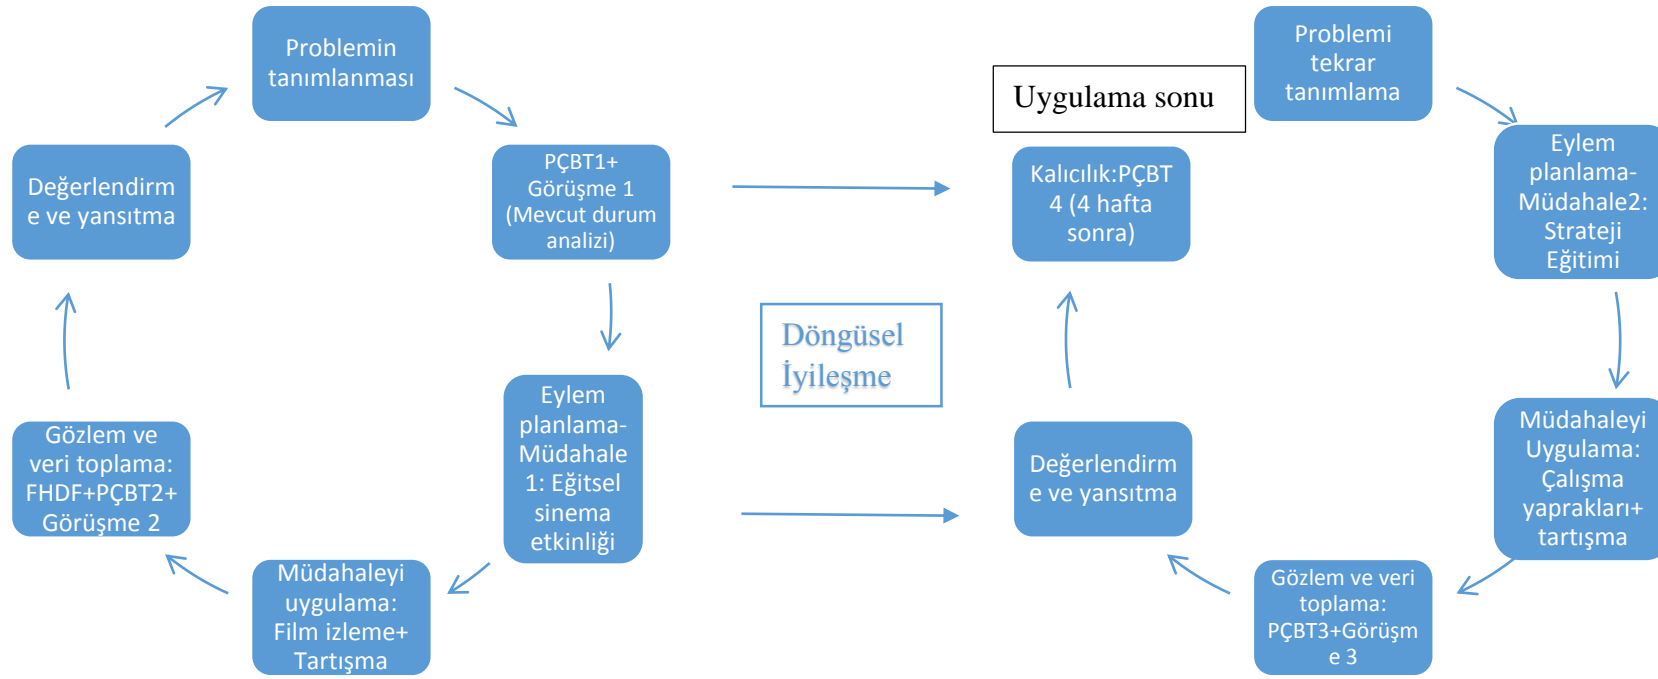 Problemin
tanımlanması
PÇBT1+
Görüşme 1
(Mevcut durum
analizi)
Eylem
planlama-
Müdahale
1: Eğitsel
sinema
etkinliği
Müdahaleyi
uygulama:
Film izleme+
Tartışma
Gözlem ve
veri toplama:
FHDF+PÇBT2+
Görüşme 2
Değerlendirm
e ve yansıtma
Döngüsel
İyileşme
Uygulama sonu
Problemi
tekrar
tanımlama
Eylem
planlama-
Müdahale2:
Strateji
Eğitimi
Müdahaleyi
Uygulama:
Çalışma
yaprakları+
tartışma
Gözlem ve veri
toplama:
PÇBT3+Görüşm
e 3
Değerlendirm
e ve yansıtma
Kalıcılık:PÇBT
4 (4 hafta
sonra)